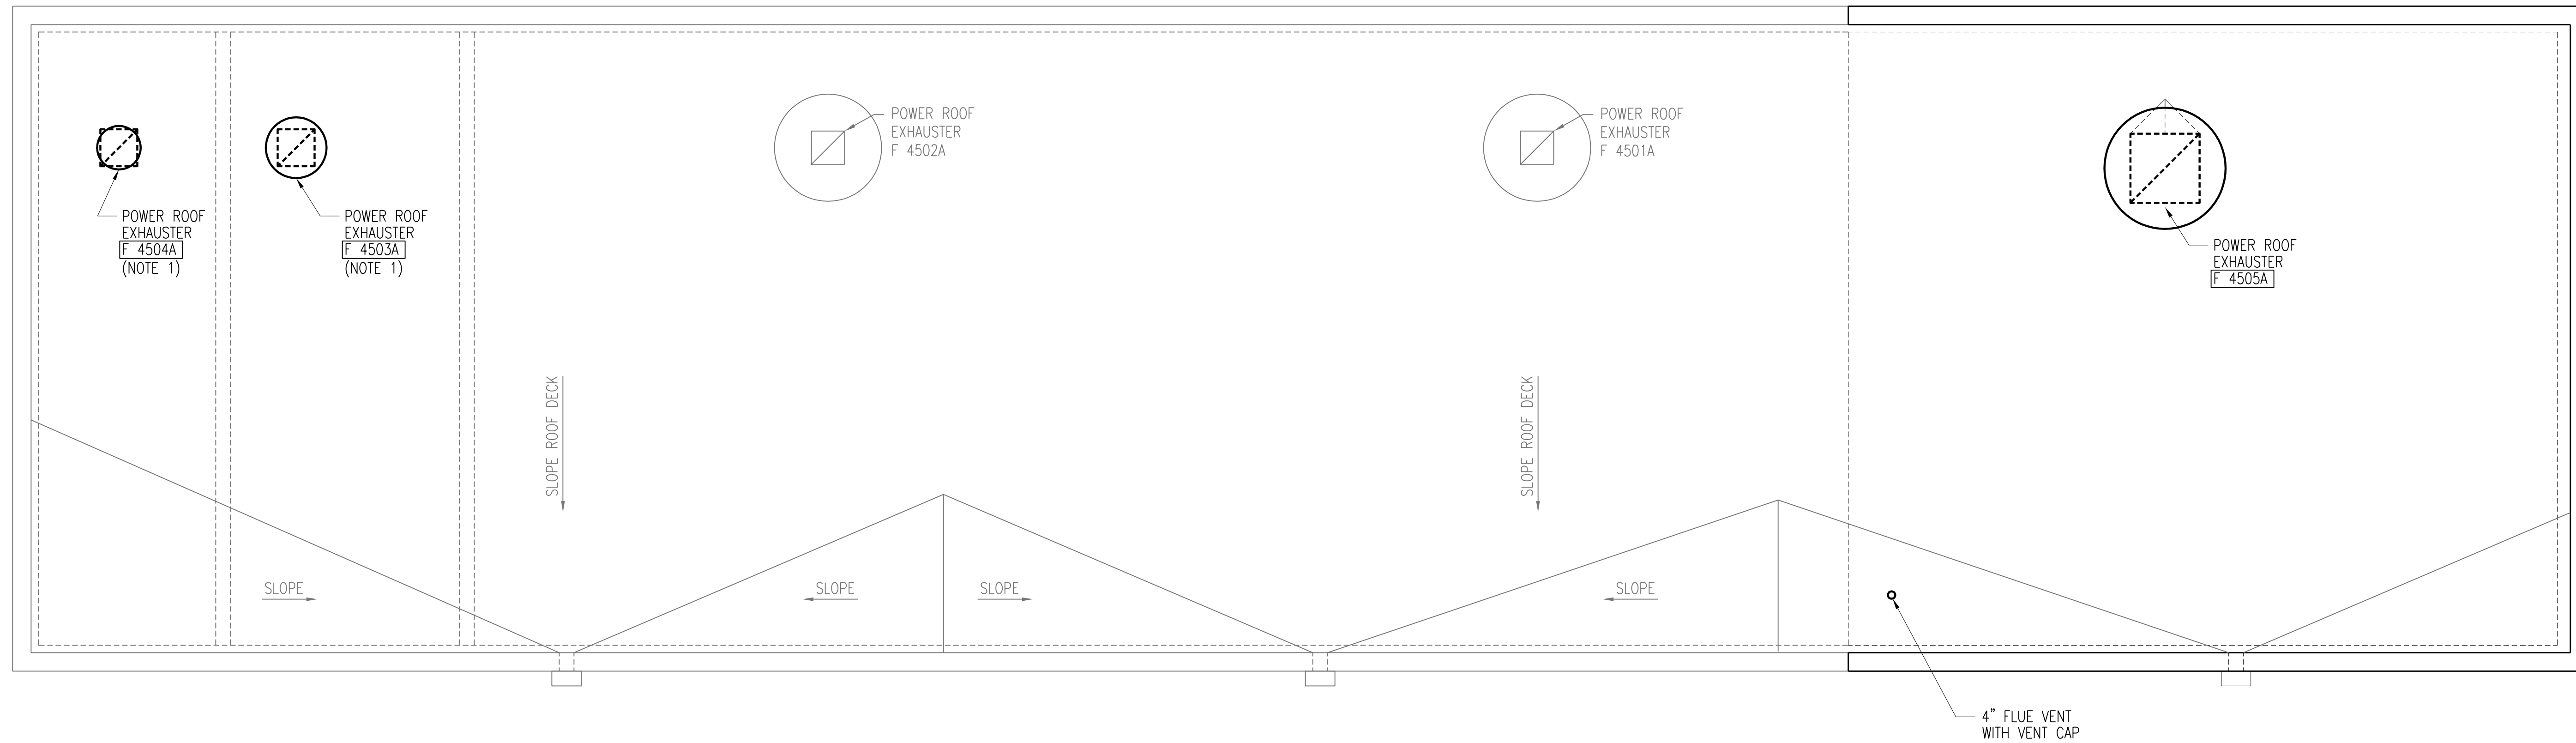 POWER ROOF
EXHAUSTER
F 4502A
POWER ROOF
EXHAUSTER
F 4501A
POWER ROOF
EXHAUSTER
F 4504A
(NOTE 1)
POWER ROOF
EXHAUSTER
F 4503A
(NOTE 1)
POWER ROOF
EXHAUSTER
F 4505A
SLOPE ROOF DECK
SLOPE ROOF DECK
SLOPE
SLOPE
SLOPE
SLOPE
4" FLUE VENT
WITH VENT CAP